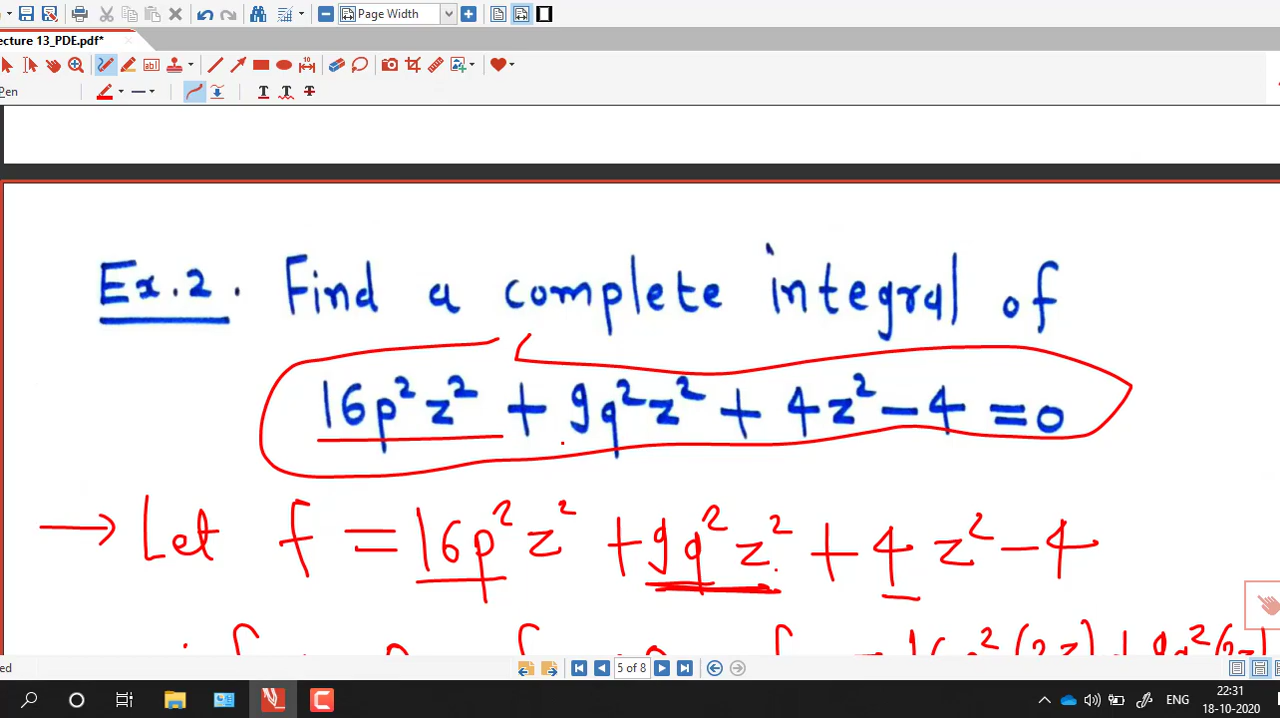 Page Width
ecture 13_PDE.pdf*
Pen
Ex.2. Find a complete integral of
16p²z² + 9q²z² + 4z² - 4 = 0
→ Let f = 16p²z² + 9q²z² + 4z² - 4
5 of 8
ENG
22:31
18-10-2020